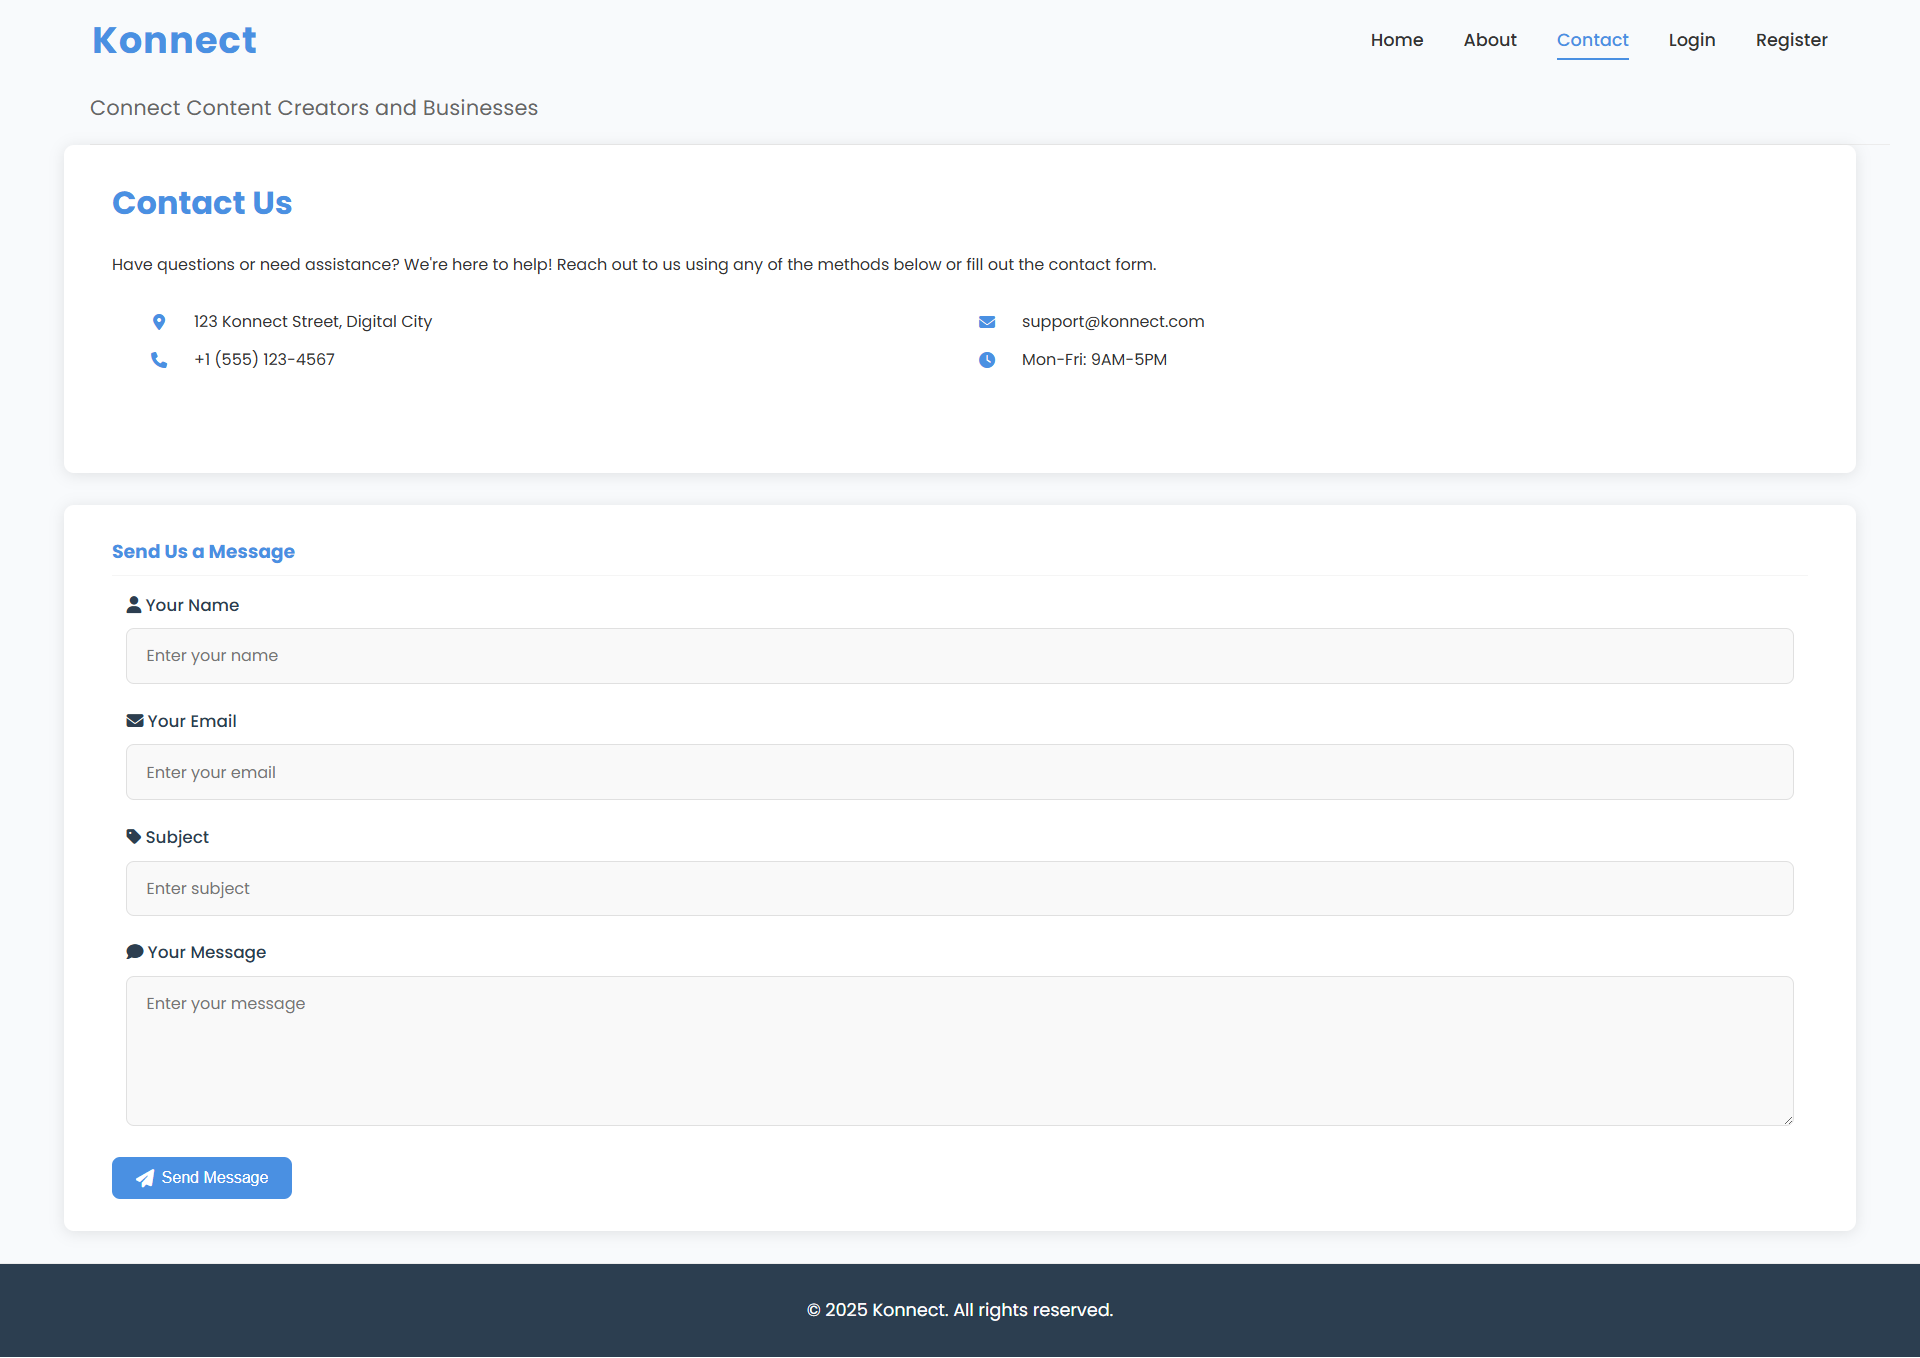 Konnect
Home About Contact Login Register
Connect Content Creators and Businesses
Contact Us
Have questions or need assistance? We're here to help! Reach out to us using any of the methods below or fill out the contact form.
123 Konnect Street, Digital City
support@konnect.com
+1 (555) 123-4567
Mon-Fri: 9AM-5PM
Send Us a Message
Your Name
Enter your name
Your Email
Enter your email
Subject
Enter subject
Your Message
Enter your message
Send Message
© 2025 Konnect. All rights reserved.